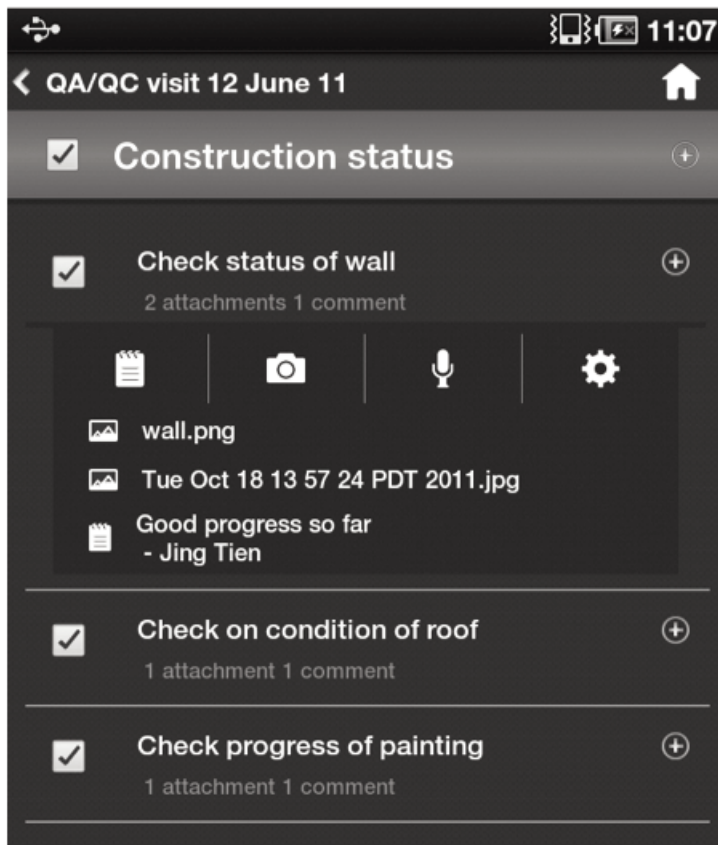 11:07
QA/QC visit 12 June 11
Construction status
Check status of wall
2 attachments 1 comment
wall.png
Tue Oct 18 13 57 24 PDT 2011.jpg
Good progress so far
- Jing Tien
Check on condition of roof
1 attachment 1 comment
Check progress of painting
1 attachment 1 comment